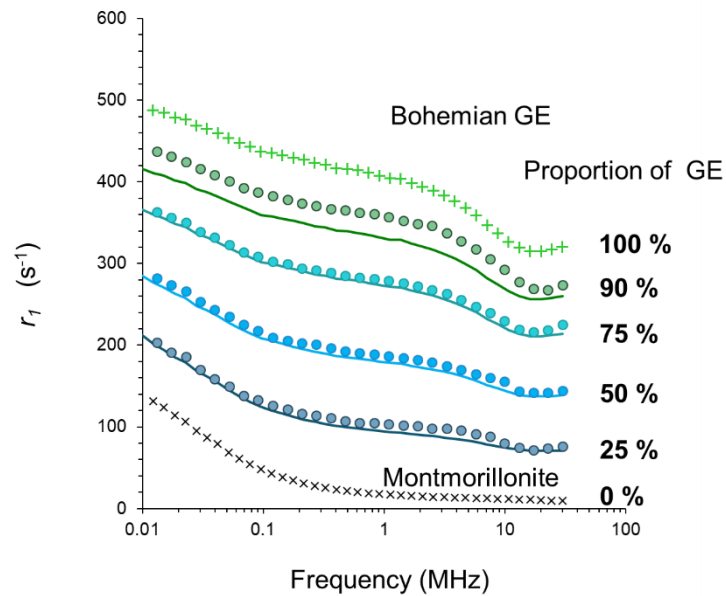 600
500
400
300
200
100
0
r1 (s-1)
Bohemian GE
Proportion of GE
100 %
90 %
75 %
50 %
25 %
Montmorillonite
0 %
0.01 0.1 1 10 100
Frequency (MHz)